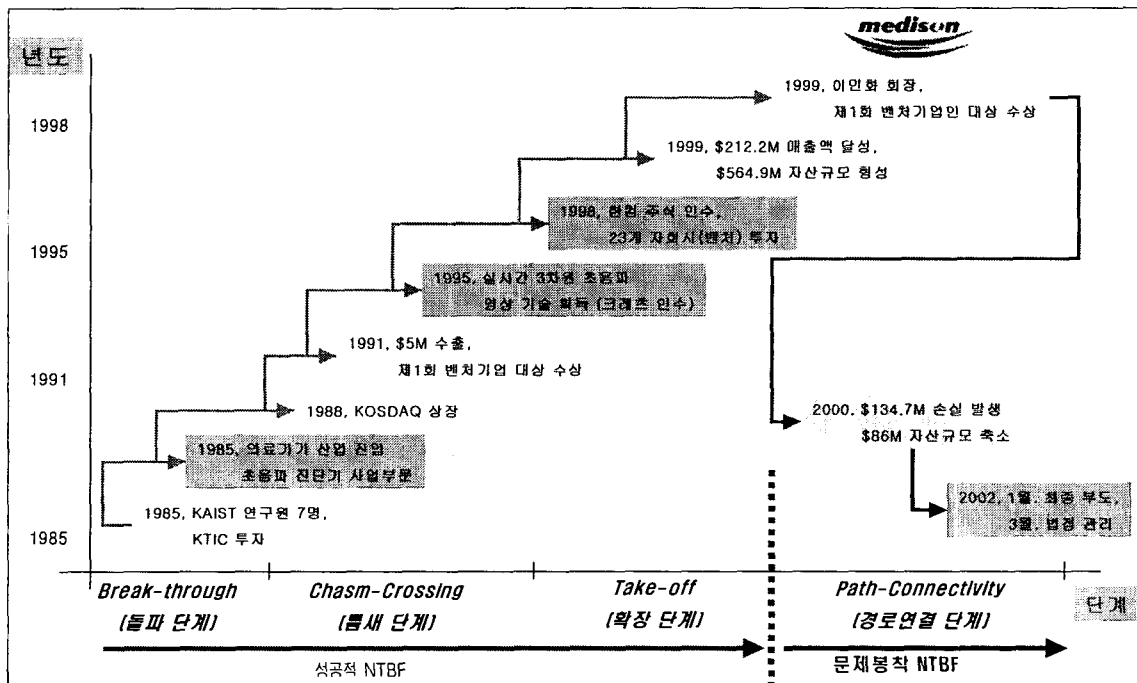 medison
년도
1999, 이민화 회장,
제1회 벤처기업인 대상 수상
1998
1999, $212.2M 매출액 달성,
$564.9M 자산규모 형성
1998, 한컴 주식 인수,
23개 자회사(벤처) 투자
1995
1995, 실시간 3차원 초음파
영상 기술 획득 (크레츠 인수)
1991, $5M 수출,
제1회 벤처기업 대상 수상
1991
1988, KOSDAQ 상장
2000, $134.7M 손실 발생
$86M 자산규모 축소
1985, 의료기기 산업 진입
초음파 진단기 사업부문
2002, 1월, 최종 부도,
3월, 법정 관리
1985, KAIST 연구원 7명,
KTIC 투자
1985
Break-through
(돌파 단계)
Chasm-Crossing
(틈새 단계)
Take-off
(확장 단계)
Path-Connectivity
(경로연결 단계)
단계
성공적 NTBF
문제봉착 NTBF